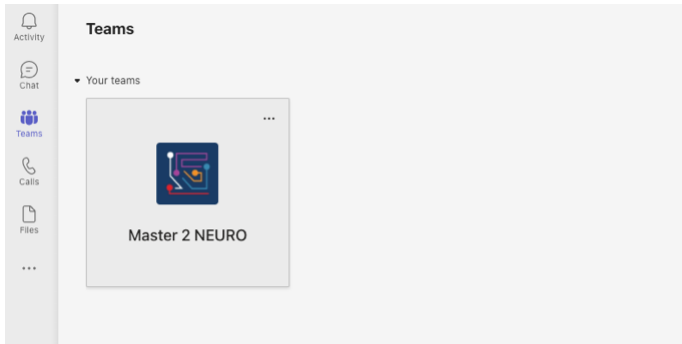 Activity
Chat
Teams
Calls
Files
Teams
Your teams
Master 2 NEURO